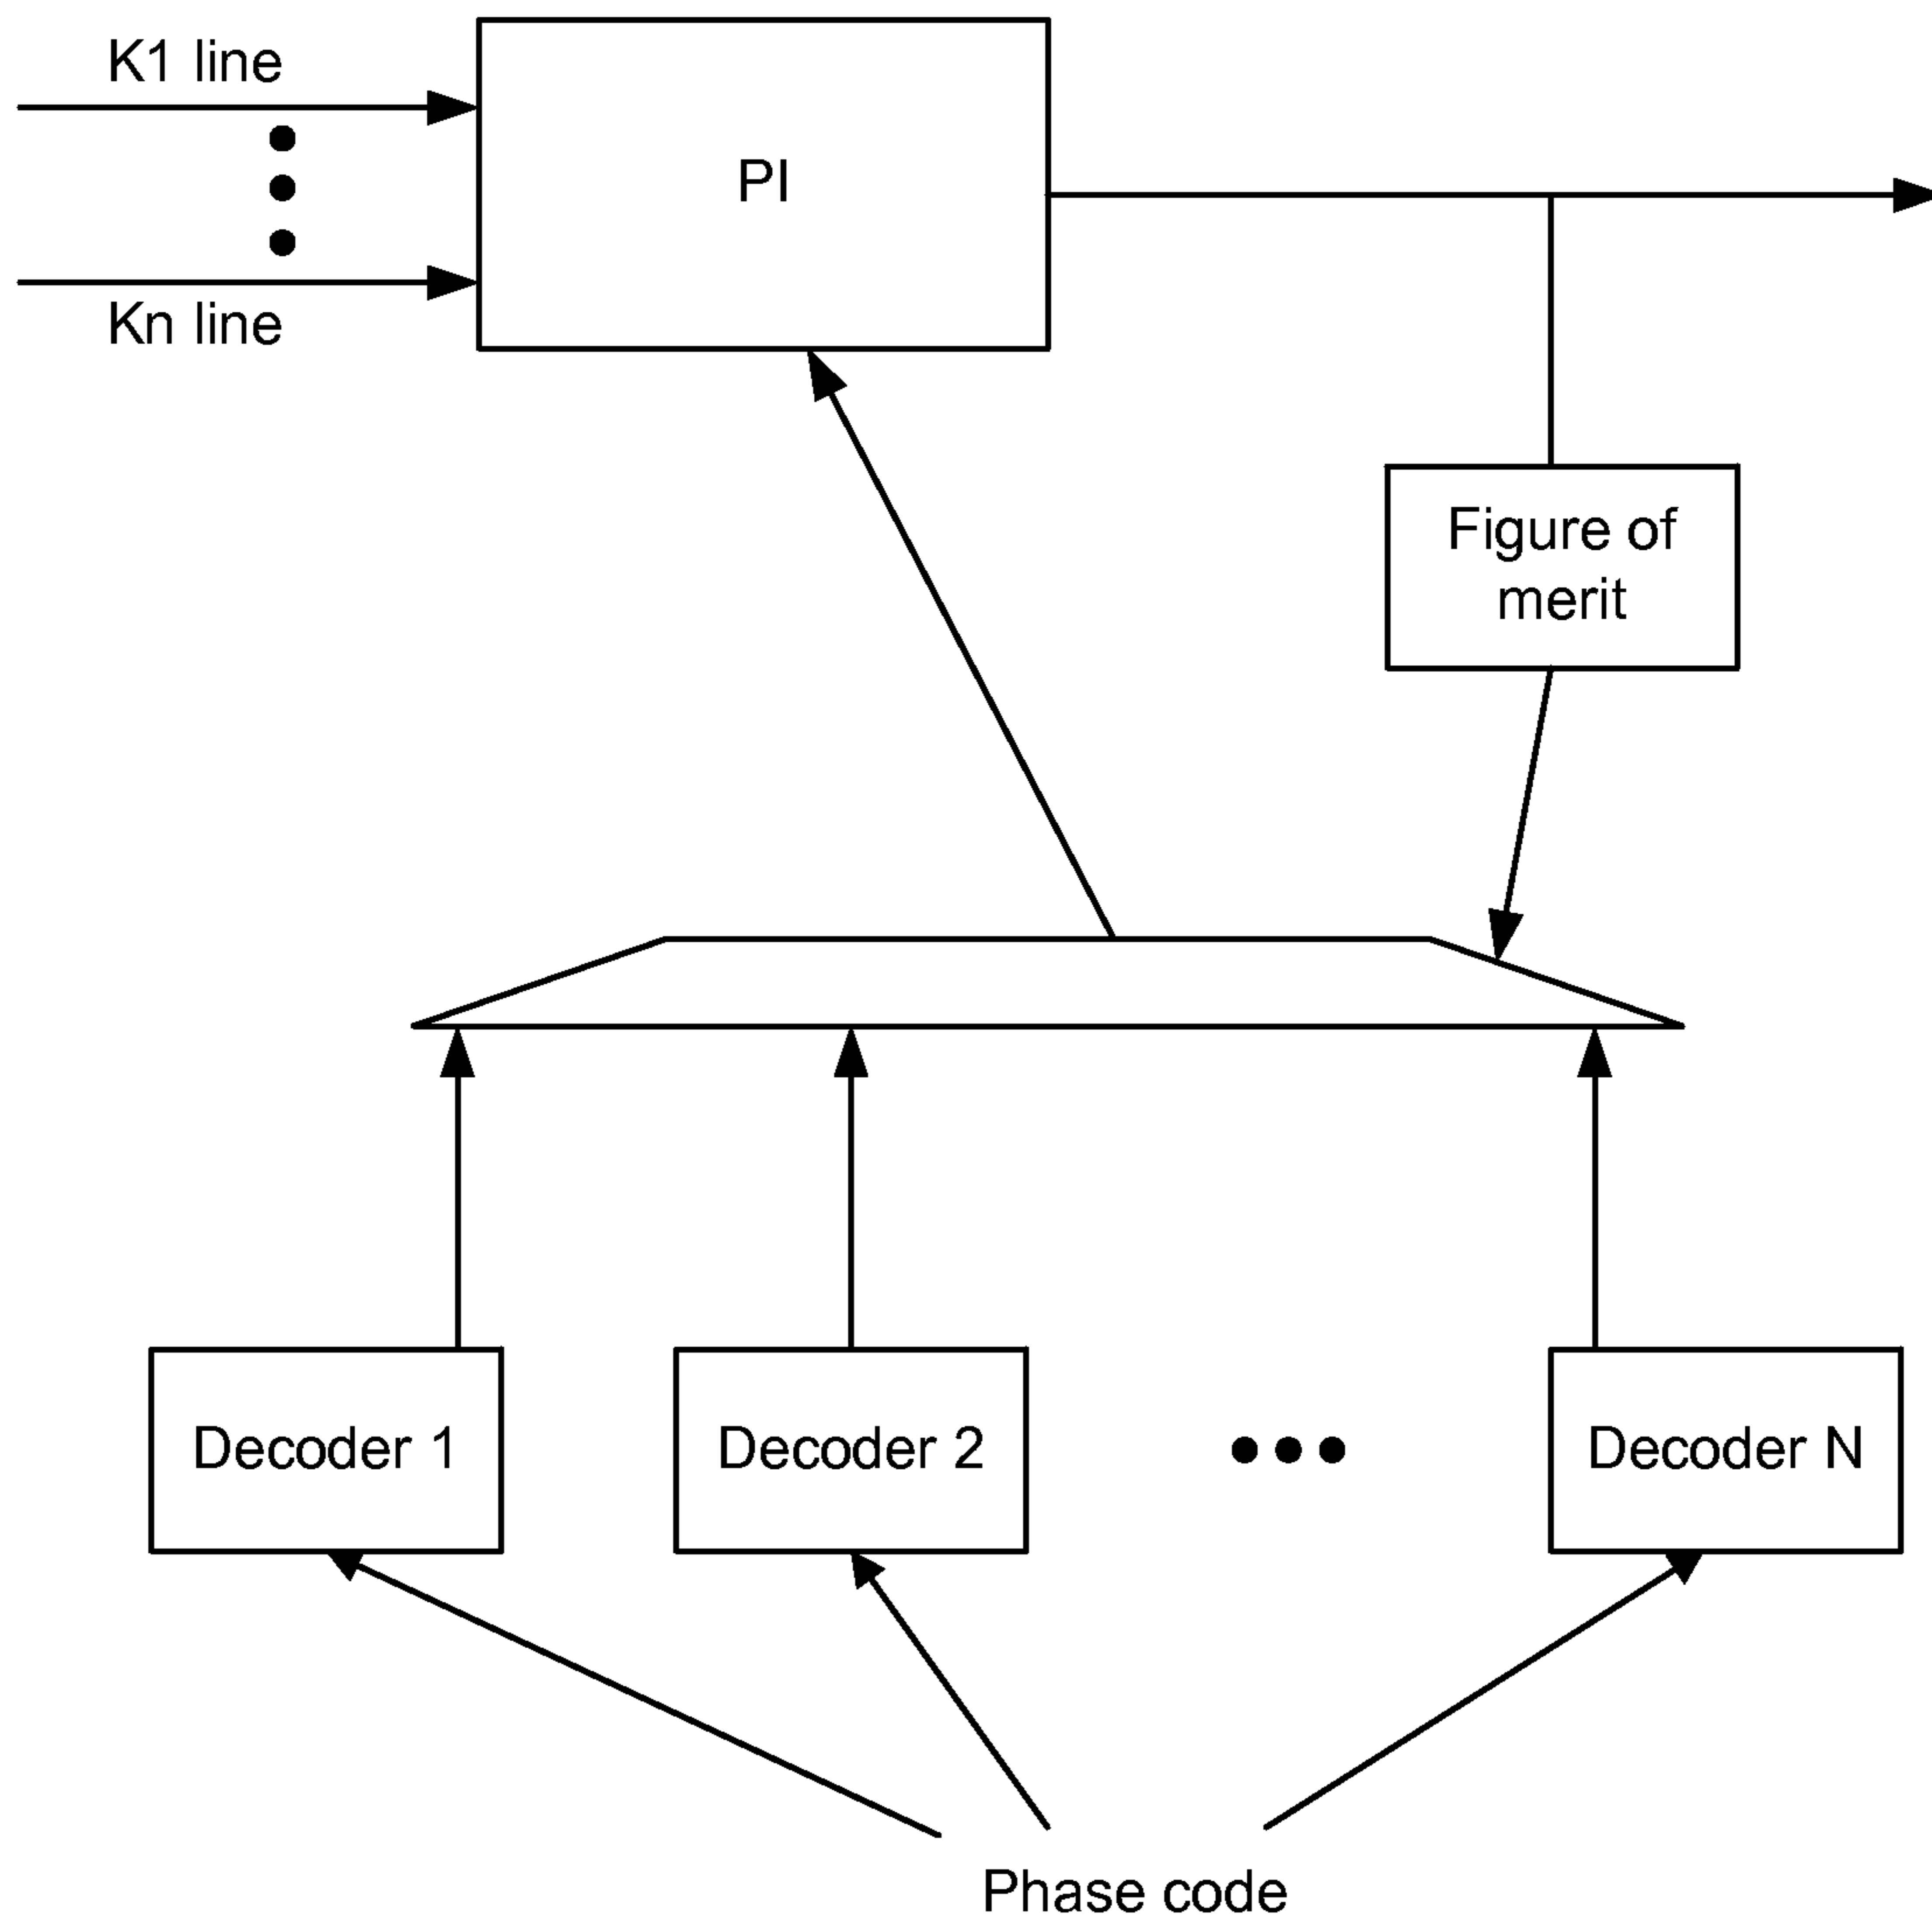 K1 line
PI
Kn line
Figure of
merit
Decoder 1
Decoder 2
Decoder N
Phase code